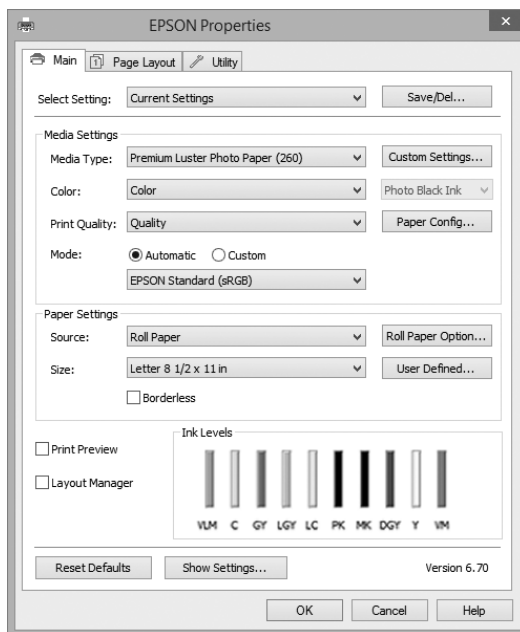 EPSON Properties
Main 1 Page Layout Utility
Select Setting: Current Settings Save/Del...
Media Settings
Media Type: Premium Luster Photo Paper (260) Custom Settings...
Color: Color Photo Black Ink
Print Quality: Quality Paper Config...
Mode: Automatic Custom
EPSON Standard (sRGB)
Paper Settings
Source: Roll Paper Roll Paper Option...
Size: Letter 8 1/2 x 11 in User Defined...
Borderless
Print Preview
Layout Manager
Ink Levels
VLM C GY LGY LC PK MK DGY Y VM
Reset Defaults Show Settings... Version 6.70
OK Cancel Help